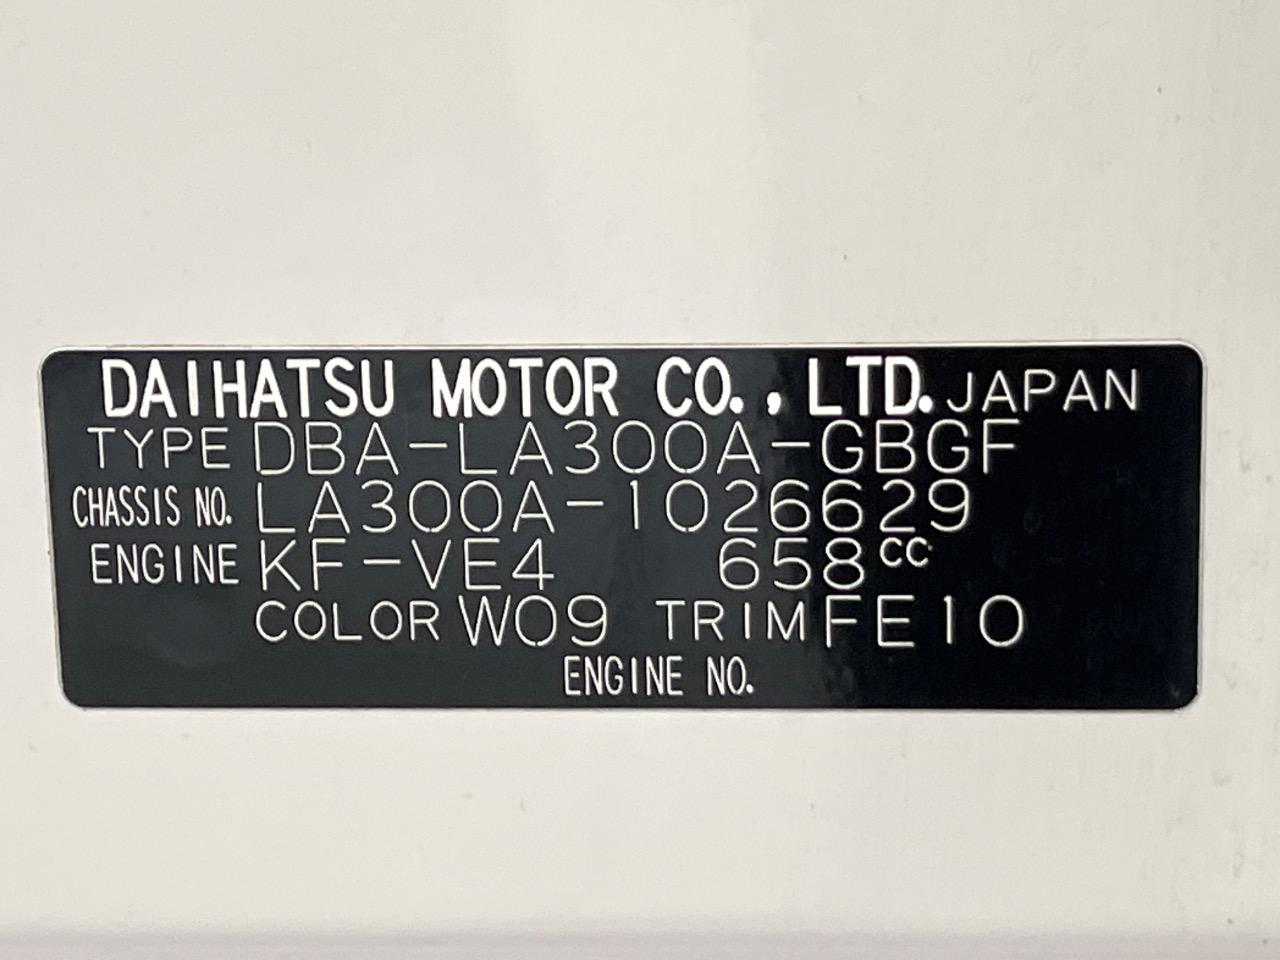 DAIHATSU MOTOR CO., LTD. JAPAN
TYPE DBA-LA300A-GBGF
CHASSIS NO. LA300A-1026629
ENGINE KF-VE4 658CC
COLOR W09 TRIM FE10
ENGINE NO.